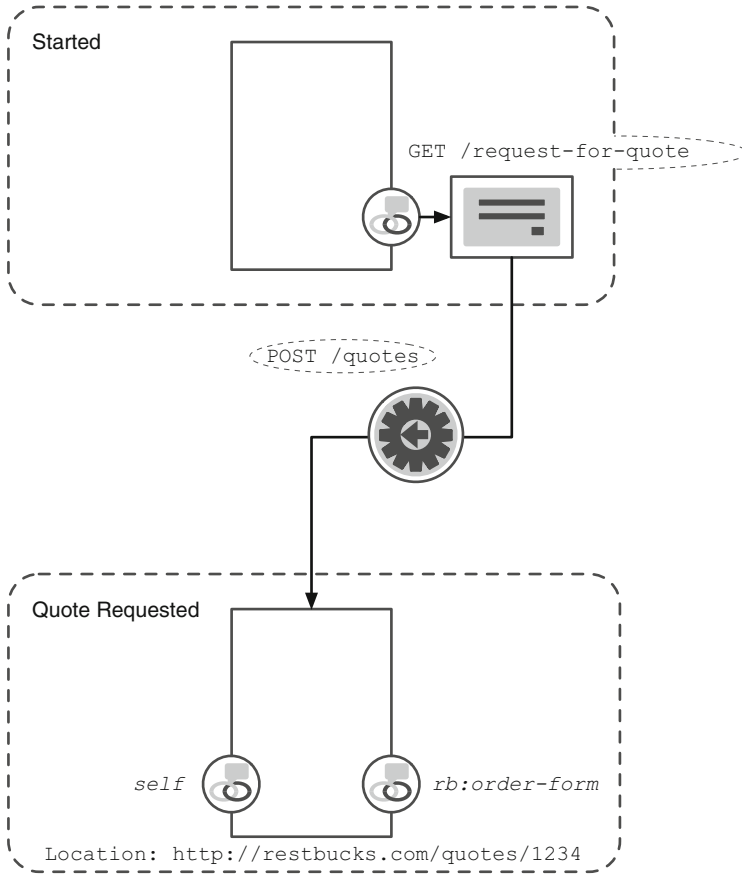 Started
GET /request-for-quote
POST /quotes
Quote Requested
self
rb:order-form
Location: http://restbucks.com/quotes/1234